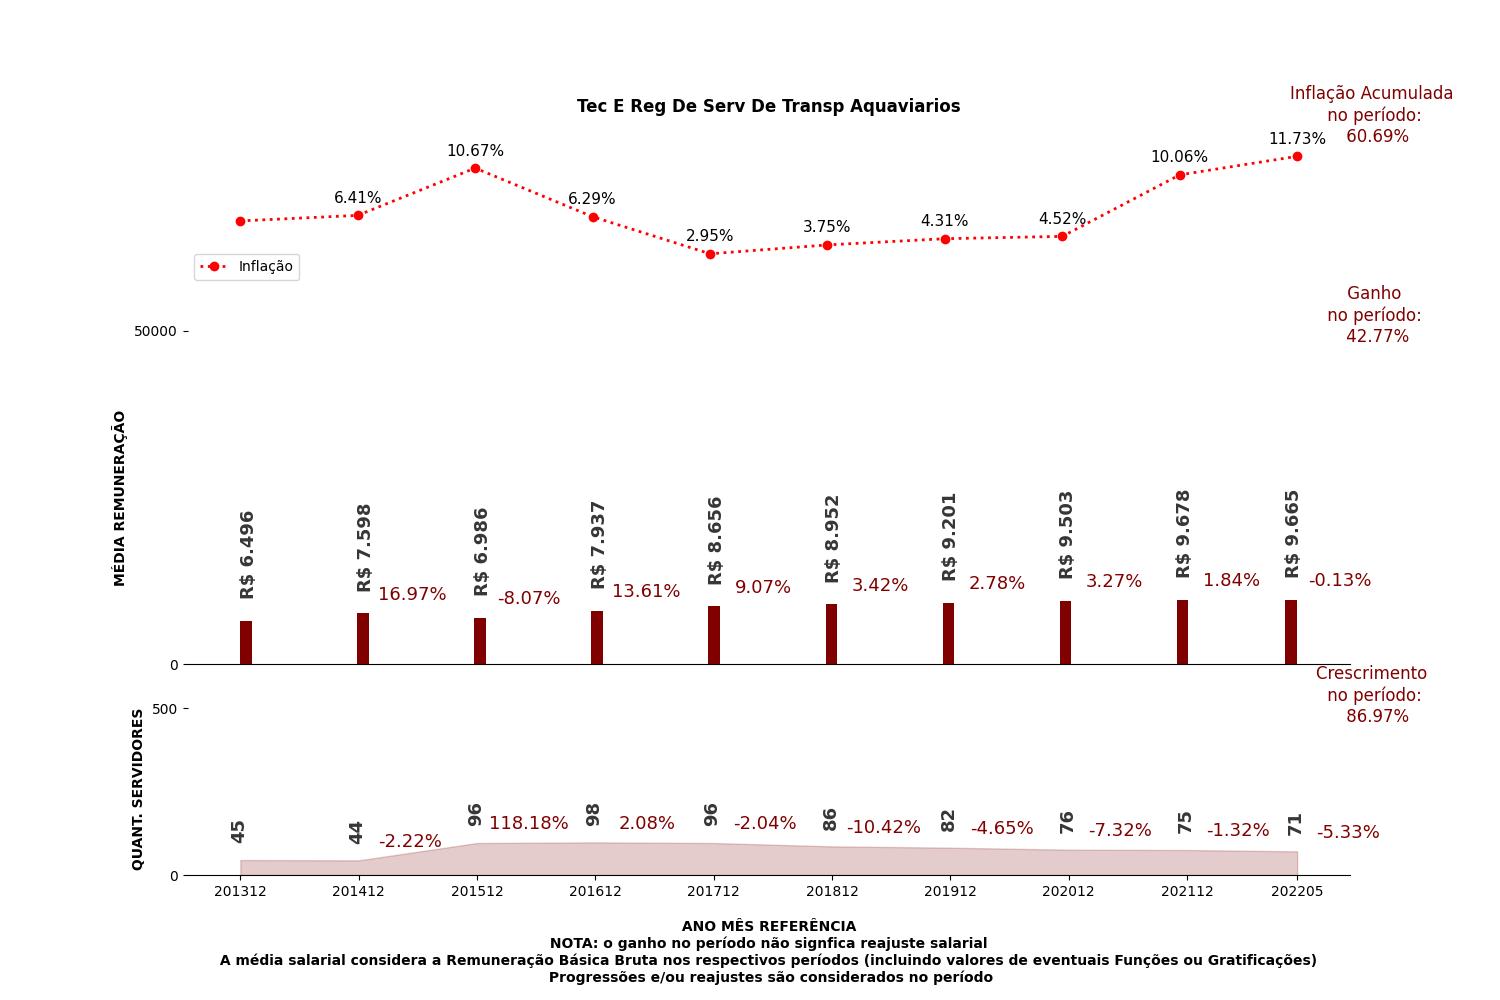 Tec E Reg De Serv De Transp Aquaviarios
Inflação Acumulada
no período:
60.69%
6.41%
10.67%
6.29%
2.95%
3.75%
4.31%
4.52%
10.06%
11.73%
Inflação
Ganho
no período:
42.77%
50000
0
MÉDIA REMUNERAÇÃO
R$ 6.496
R$ 7.598
R$ 6.986
R$ 7.937
R$ 8.656
R$ 8.952
R$ 9.201
R$ 9.503
R$ 9.678
R$ 9.665
16.97%
-8.07%
13.61%
9.07%
3.42%
2.78%
3.27%
1.84%
-0.13%
Crescrimento
no período:
86.97%
500
0
QUANT. SERVIDORES
45
44
96
98
96
86
82
76
75
71
-2.22%
118.18%
2.08%
-2.04%
-10.42%
-4.65%
-7.32%
-1.32%
-5.33%
201312
201412
201512
201612
201712
201812
201912
202012
202112
202205
ANO MÊS REFERÊNCIA
NOTA: o ganho no período não signfica reajuste salarial
A média salarial considera a Remuneração Básica Bruta nos respectivos períodos (incluindo valores de eventuais Funções ou Gratificações)
Progressões e/ou reajustes são considerados no período